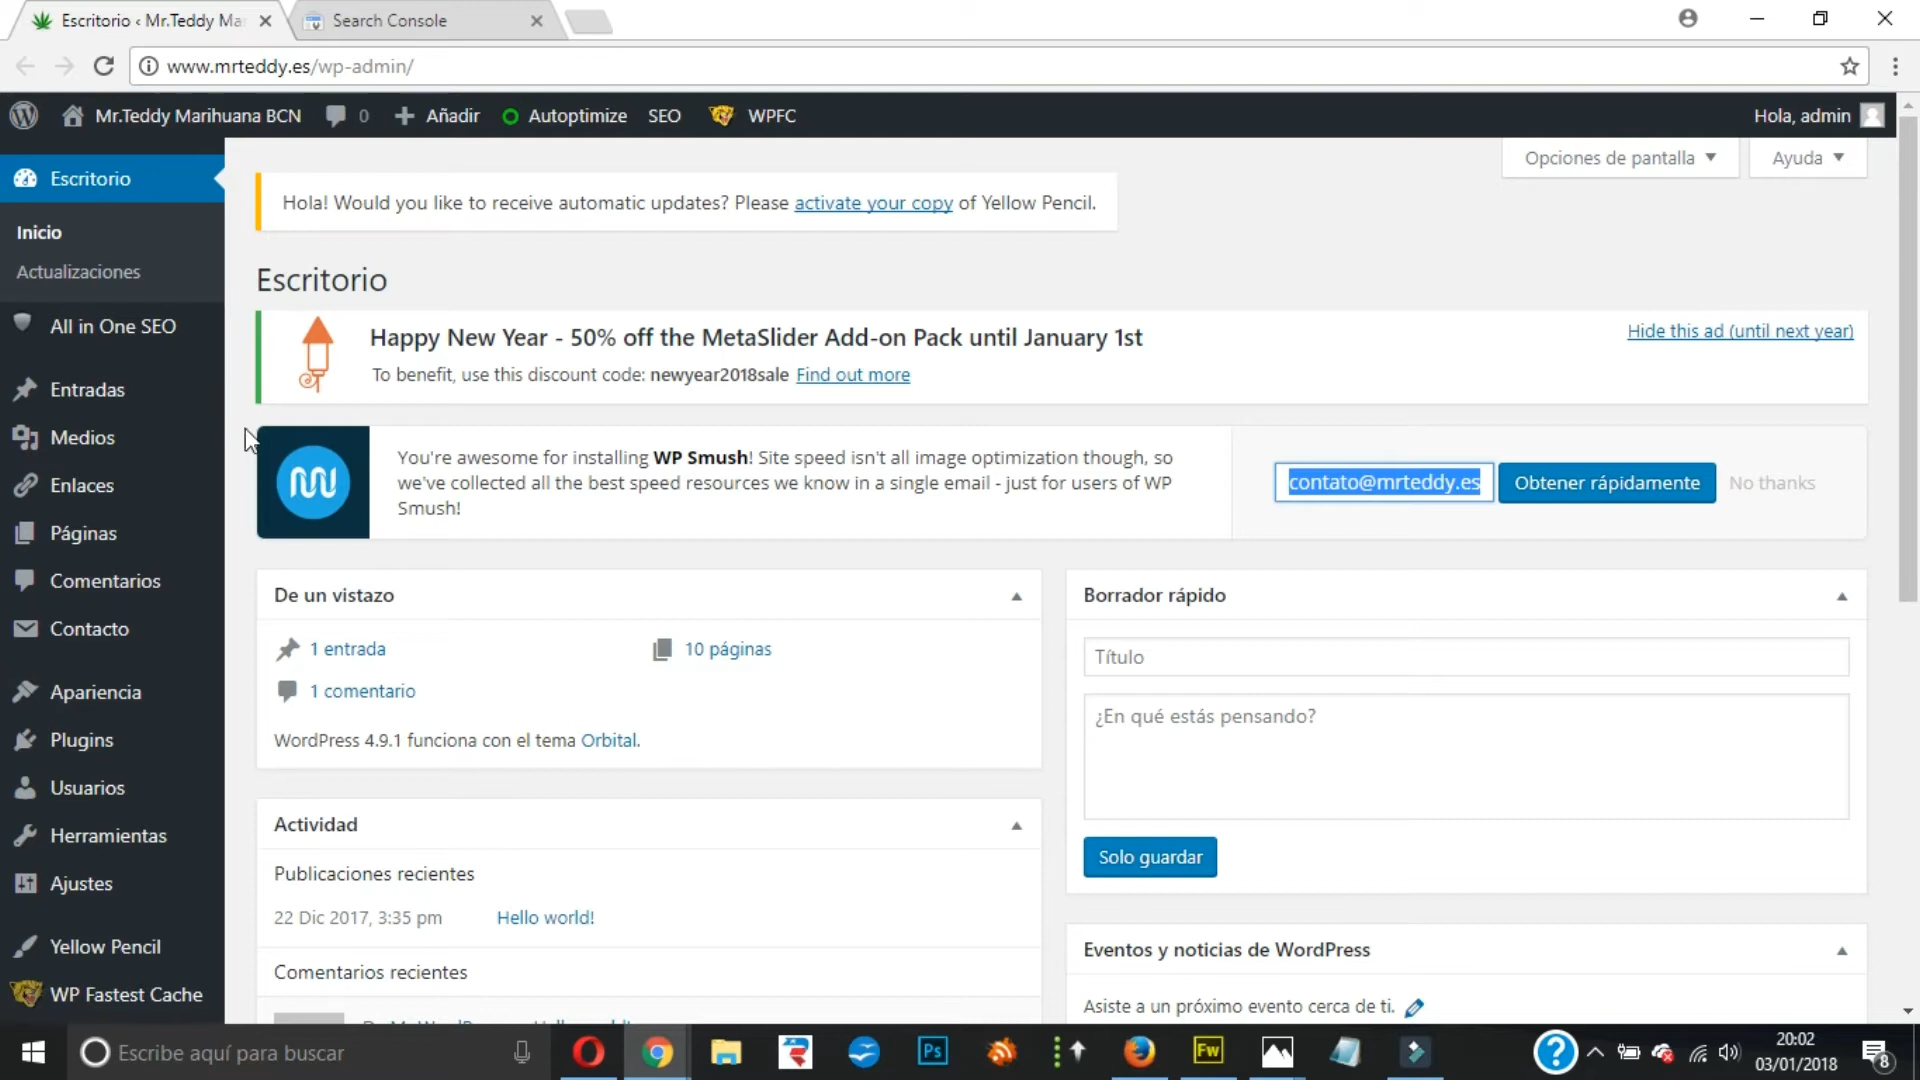 Escritorio ‹ Mr.Teddy Ma
Search Console
www.mrteddy.es/wp-admin/
Mr.Teddy Marihuana BCN
0
Añadir
Autoptimize
SEO
WPFC
Hola, admin
Escritorio
Inicio
Actualizaciones
All in One SEO
Entradas
Medios
Enlaces
Páginas
Comentarios
Contacto
Apariencia
Plugins
Usuarios
Herramientas
Ajustes
Yellow Pencil
WP Fastest Cache
Opciones de pantalla
Ayuda
Hola! Would you like to receive automatic updates? Please activate your copy of Yellow Pencil.
Escritorio
Happy New Year - 50% off the MetaSlider Add-on Pack until January 1st
Hide this ad (until next year)
To benefit, use this discount code: newyear2018sale Find out more
You're awesome for installing WP Smush! Site speed isn't all image optimization though, so
we've collected all the best speed resources we know in a single email - just for users of WP
Smush!
contato@mrteddy.es
Obtener rápidamente
No thanks
De un vistazo
1 entrada
10 páginas
1 comentario
WordPress 4.9.1 funciona con el tema Orbital.
Actividad
Publicaciones recientes
22 Dic 2017, 3:35 pm
Hello world!
Comentarios recientes
Borrador rápido
Título
¿En qué estás pensando?
Solo guardar
Eventos y noticias de WordPress
Asiste a un próximo evento cerca de ti.
Escribe aquí para buscar
Ps
Fw
20:02
03/01/2018
8